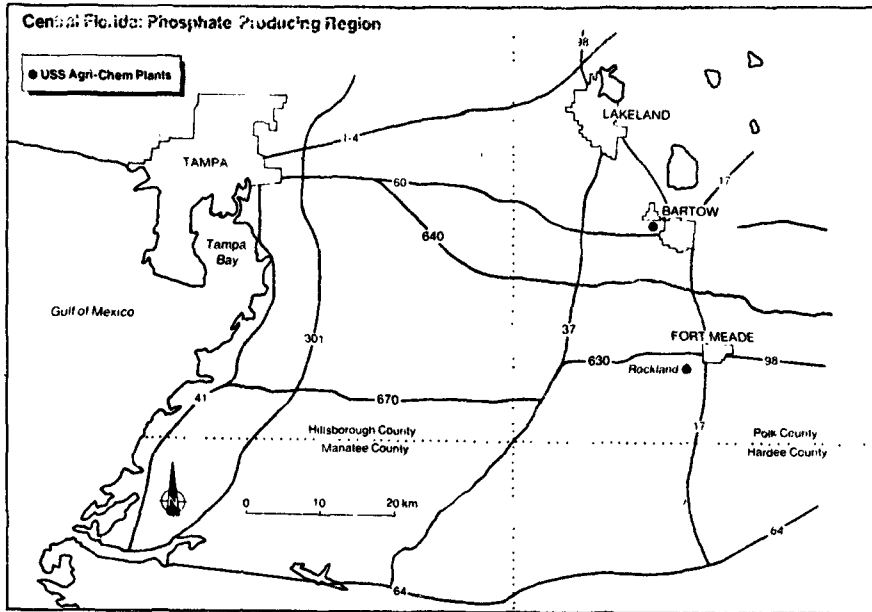 Central Florida: Phosphate Producing Region
USS Agri-Chem Plants
98
LAKELAND
I-4
TAMPA
17
60
BARTOW
640
Tampa
Bay
Gulf of Mexico
301
37
FORT MEADE
630
98
Rockland
41
670
17
Hillsborough County
Manatee County
Polk County
Hardee County
N
0 10 20 km
64
64